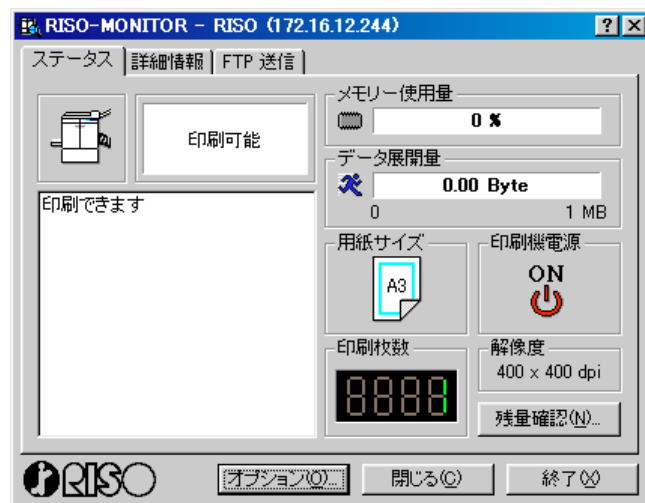 RISO-MONITOR - RISO (172.16.12.244)
ステータス 詳細情報 FTP 送信
印刷可能
印刷できます
メモリー使用量
0 %
データ展開量
0.00 Byte
0 1 MB
用紙サイズ
A3
印刷機電源
ON
印刷枚数
1
解像度
400 x 400 dpi
残量確認(N)...
RISO
オプション(O)...
閉じる(C)
終了(X)